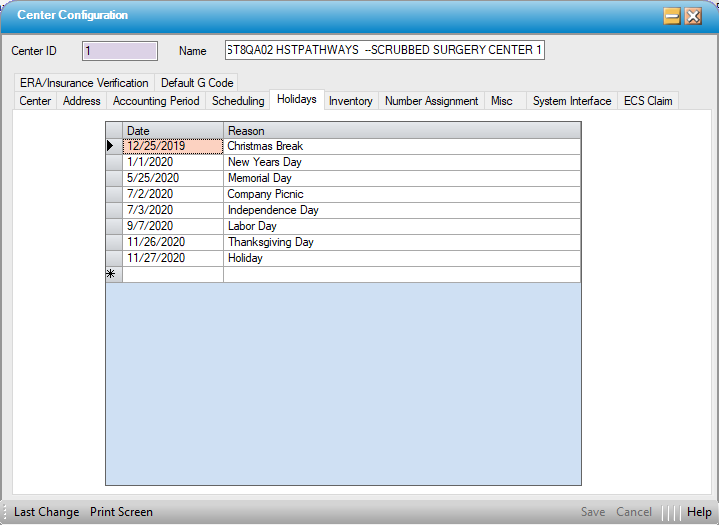 Center Configuration
Center ID 1 Name ST8QA02 HSTPATHWAYS --SCRUBBED SURGERY CENTER 1
ERA/Insurance Verification Default G Code
Center Address Accounting Period Scheduling Holidays Inventory Number Assignment Misc System Interface ECS Claim
Date Reason
12/25/2019 Christmas Break
1/1/2020 New Years Day
5/25/2020 Memorial Day
7/2/2020 Company Picnic
7/3/2020 Independence Day
9/7/2020 Labor Day
11/26/2020 Thanksgiving Day
11/27/2020 Holiday
Last Change Print Screen Save Cancel Help